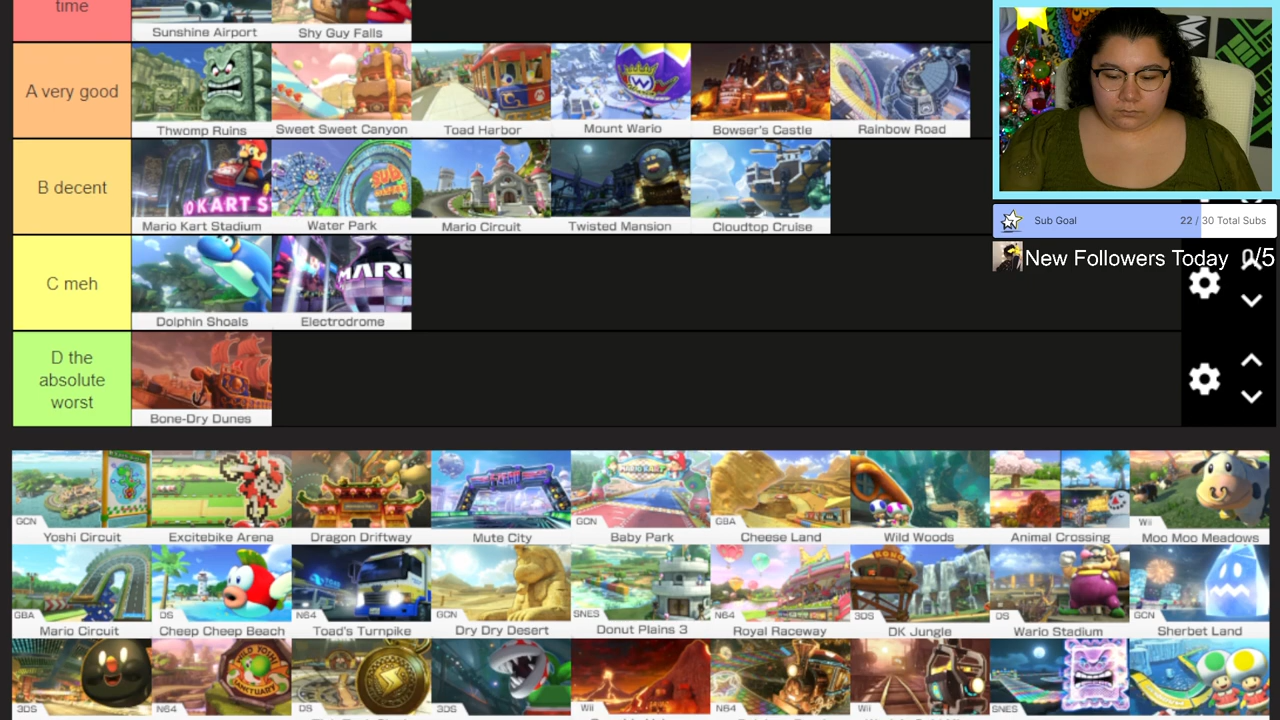 time
Sunshine Airport
Shy Guy Falls
A very good
Thwomp Ruins
Sweet Sweet Canyon
Toad Harbor
Mount Wario
Bowser's Castle
Rainbow Road
B decent
Mario Kart Stadium
Water Park
Mario Circuit
Twisted Mansion
Cloudtop Cruise
Sub Goal
22 / 30 Total Subs
New Followers Today 0/5
C meh
Dolphin Shoals
Electrodrome
D the
absolute
worst
Bone-Dry Dunes
GCN
Yoshi Circuit
Excitebike Arena
Dragon Driftway
Mute City
GCN
Baby Park
GBA
Cheese Land
Wild Woods
Animal Crossing
Wii
Moo Moo Meadows
GBA
Mario Circuit
DS
Cheep Cheep Beach
N64
Toad's Turnpike
GCN
Dry Dry Desert
SNES
Donut Plains 3
N64
Royal Raceway
3DS
DK Jungle
DS
Wario Stadium
GCN
Sherbet Land
3DS
N64
DS
3DS
Wii
N64
Wii
SNES